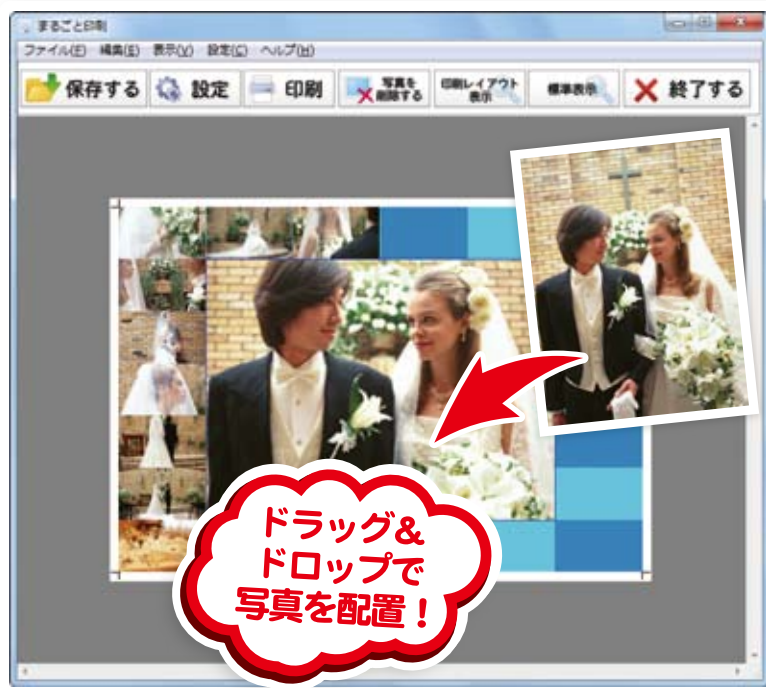 まるごと印刷
ファイル(F) 編集(E) 表示(V) 設定(C) ヘルプ(H)
保存する 設定 印刷 写真を削除する 印刷レイアウト表示 標準表示 終了する
ドラッグ&
ドロップで
写真を配置!